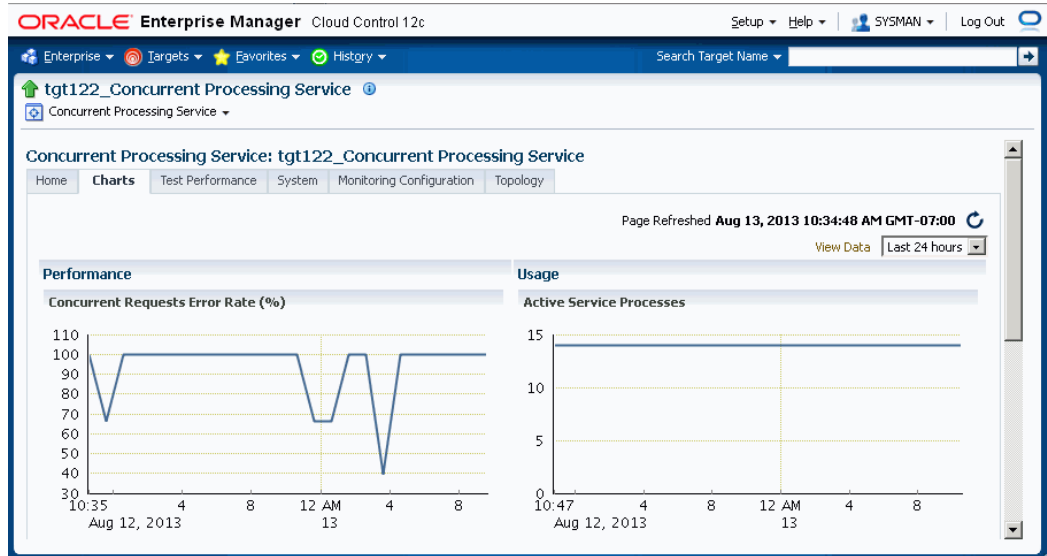 ORACLE Enterprise Manager Cloud Control 12c
Setup Help SYSMAN Log Out
Enterprise Targets Favorites History Search Target Name
tgt122_Concurrent Processing Service
Concurrent Processing Service
Concurrent Processing Service: tgt122_Concurrent Processing Service
Home Charts Test Performance System Monitoring Configuration Topology
Page Refreshed Aug 13, 2013 10:34:48 AM GMT-07:00
View Data Last 24 hours
Performance
Concurrent Requests Error Rate (%)
110
100
90
80
70
60
50
40
30
10:35 4 8 12 AM 4 8
Aug 12, 2013 13
Usage
Active Service Processes
15
10
5
0
10:47 4 8 12 AM 4 8
Aug 12, 2013 13